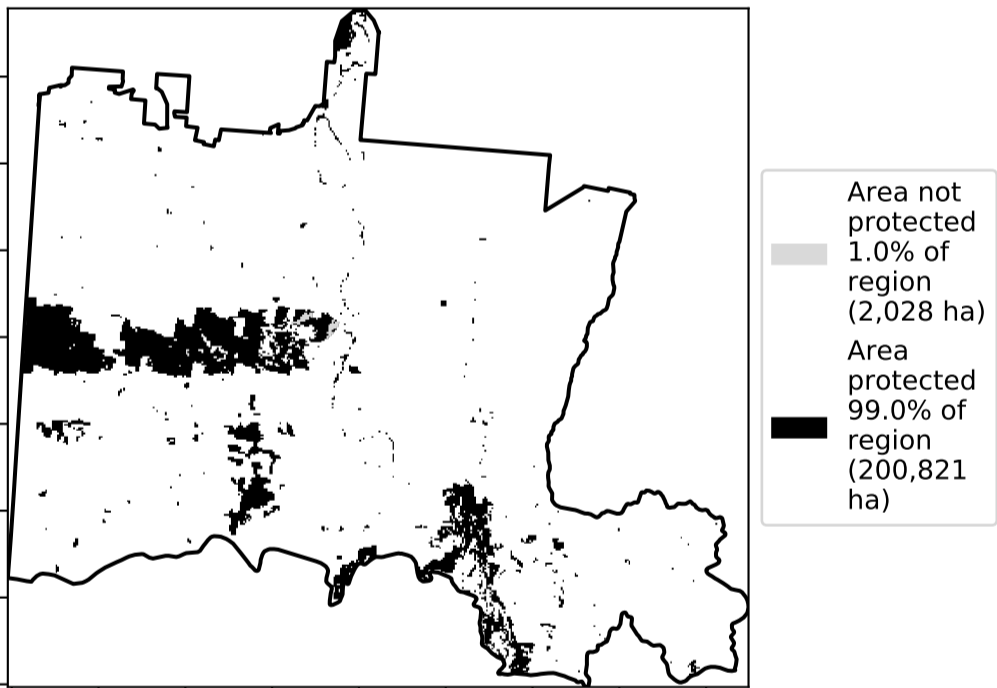 Area not
protected
1.0% of
region
(2,028 ha)
Area
protected
99.0% of
region
(200,821
ha)